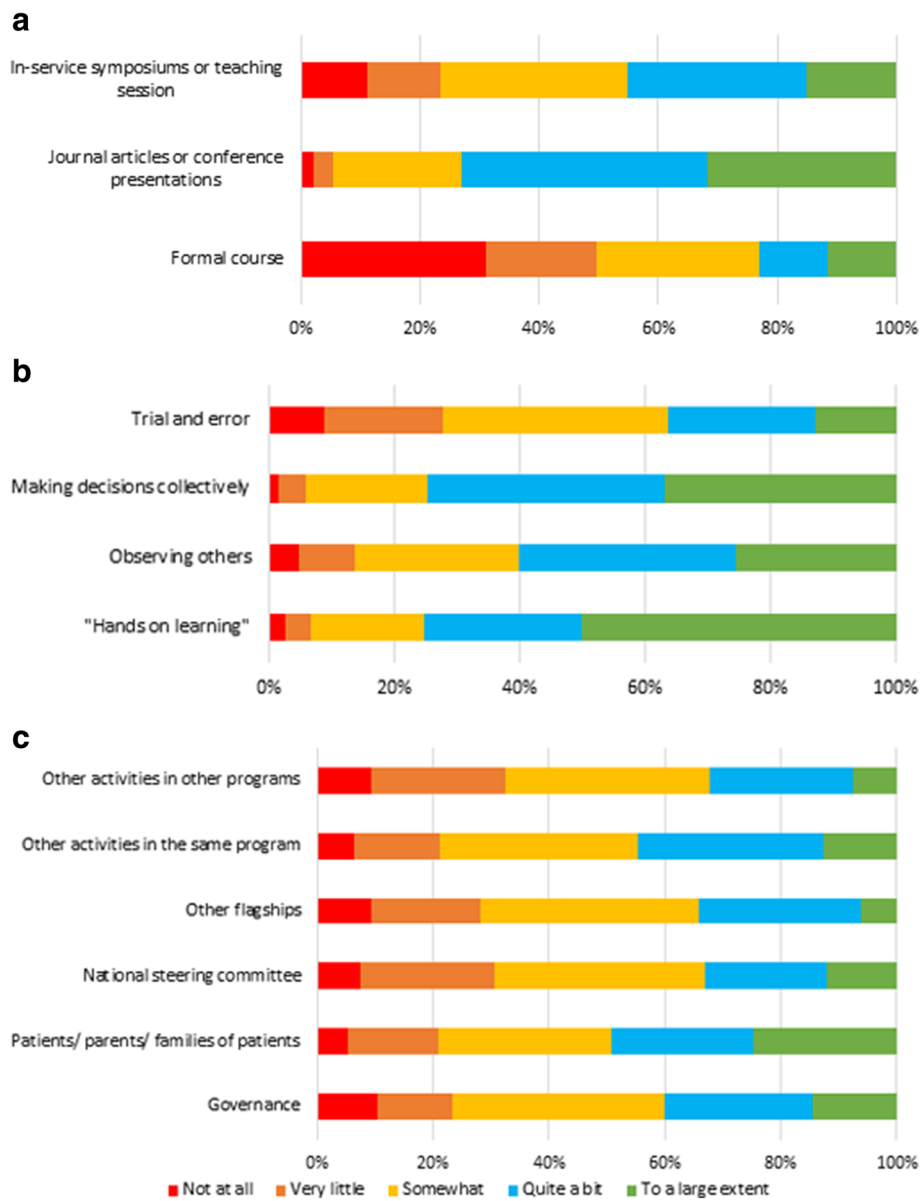 a
In-service symposiums or teaching
session
Journal articles or conference
presentations
Formal course
0% 20% 40% 60% 80% 100%
b
Trial and error
Making decisions collectively
Observing others
"Hands on learning"
0% 20% 40% 60% 80% 100%
c
Other activities in other programs
Other activities in the same program
Other flagships
National steering committee
Patients/ parents/ families of patients
Governance
0% 20% 40% 60% 80% 100%
Not at all Very little Somewhat Quite a bit To a large extent